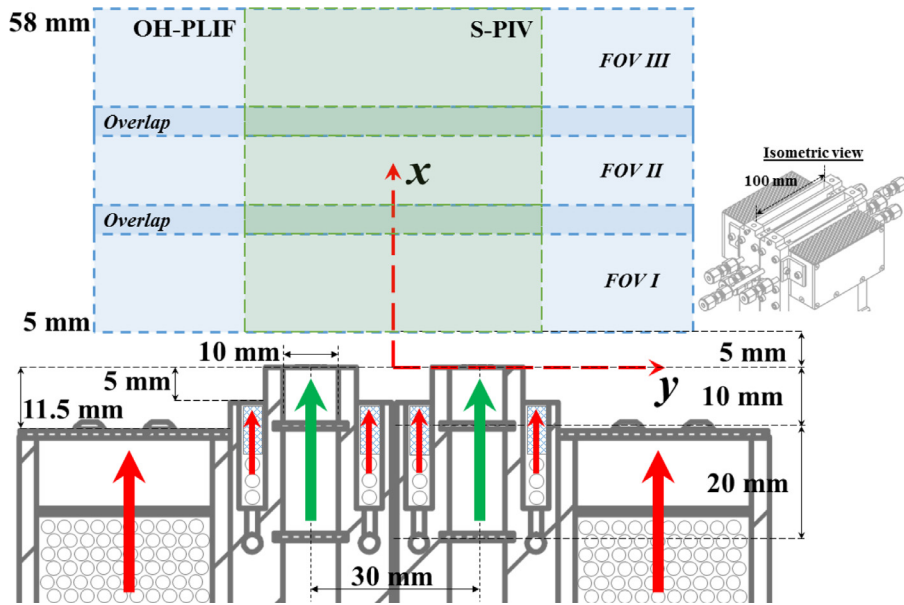 58 mm
OH-PLIF
S-PIV
FOV III
Overlap
x
FOV II
Isometric view
100 mm
Overlap
FOV I
5 mm
10 mm
5 mm
5 mm
y
10 mm
11.5 mm
20 mm
30 mm